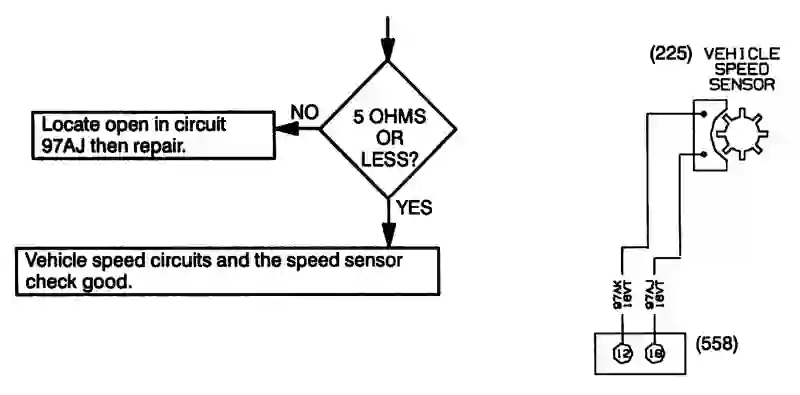 NO
Locate open in circuit
97AJ then repair.
5 OHMS
OR
LESS?
YES
Vehicle speed circuits and the speed sensor
check good.
(225) VEHICLE
SPEED
SENSOR
97AK
18VT
97AJ
18VT
12
18
(558)